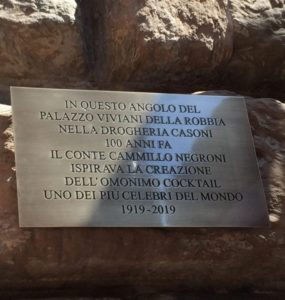 IN QUESTO ANGOLO DEL
PALAZZO VIVIANI DELLA ROBBIA
NELLA DROGHERIA CASONI
100 ANNI FA
IL CONTE CAMMILLO NEGRONI
ISPIRAVA LA CREAZIONE
DELL' OMONIMO COCKTAIL
UNO DEI PIÙ CELEBRI DEL MONDO
1919-2019